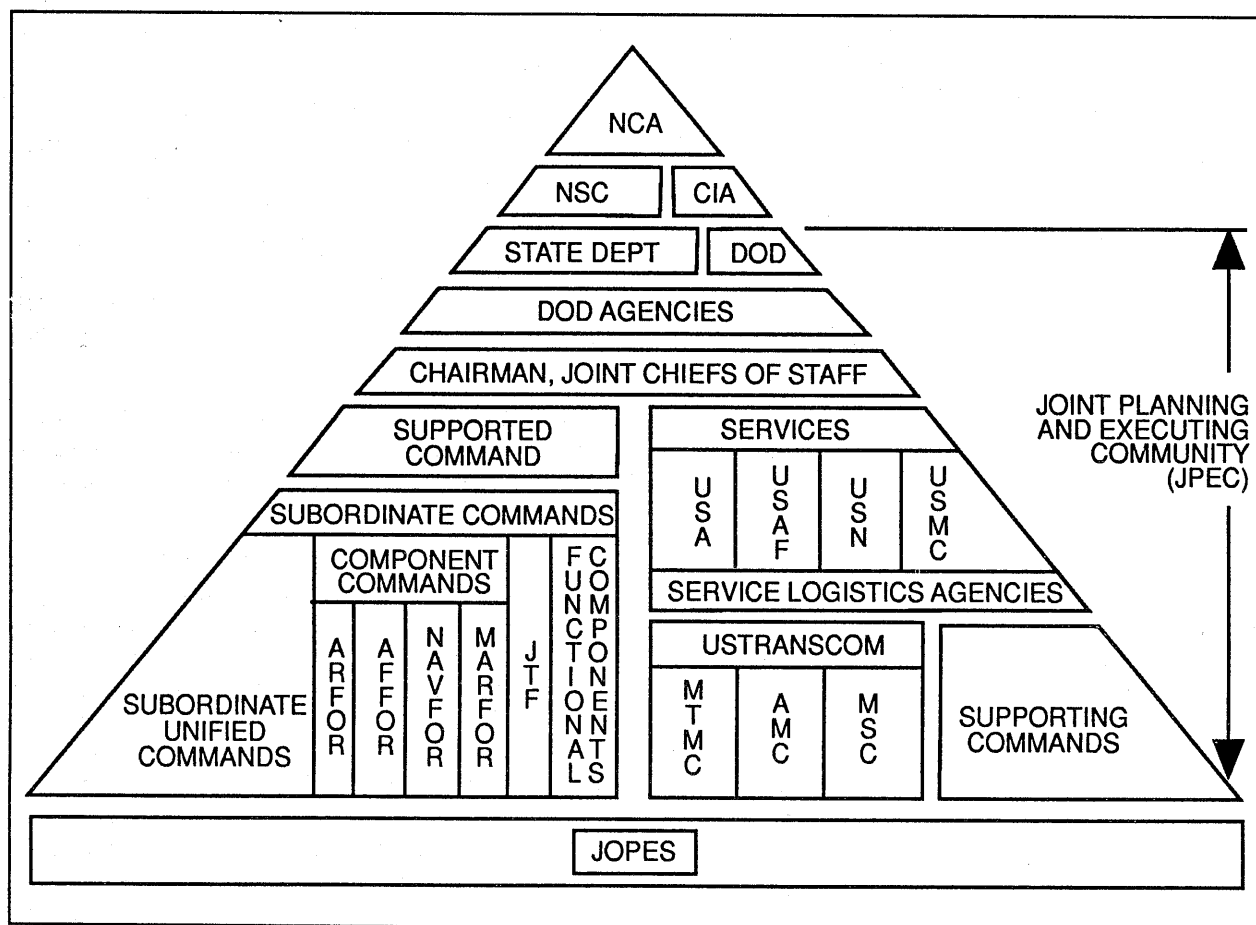 NCA
NSC
CIA
STATE DEPT
DOD
DOD AGENCIES
CHAIRMAN, JOINT CHIEFS OF STAFF
JOINT PLANNING
AND EXECUTING
COMMUNITY
(JPEC)
SUPPORTED
COMMAND
SERVICES
USA
USAF
USN
USMC
SERVICE LOGISTICS AGENCIES
SUBORDINATE COMMANDS
SUBORDINATE
UNIFIED
COMMANDS
COMPONENT
COMMANDS
ARFOR
AFFOR
NAVFOR
MARFOR
JTF
FUNCTIONAL
COMPONENTS
USTRANSCOM
MTMC
AMC
MSC
SUPPORTING
COMMANDS
JOPES